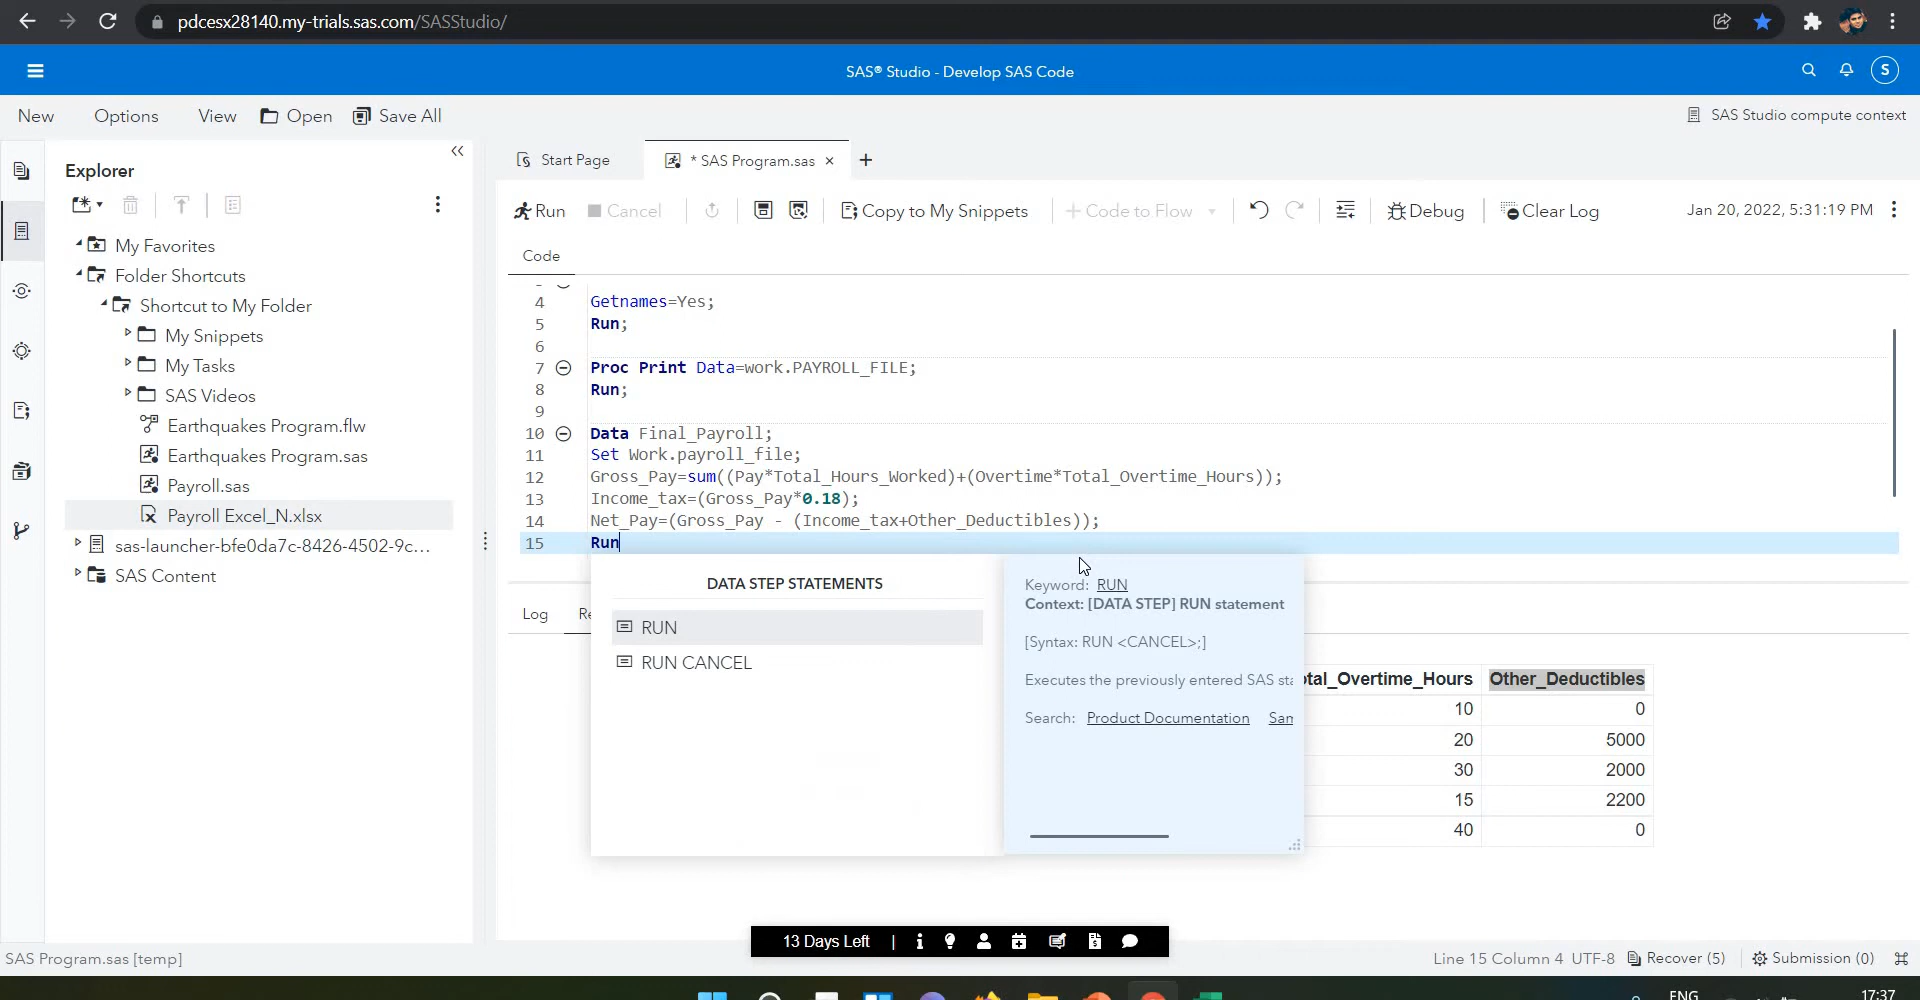 pdcesx28140.my-trials.sas.com/SASStudio/
SAS® Studio - Develop SAS Code
S
New Options View Open Save All
SAS Studio compute context
Explorer
My Favorites
Folder Shortcuts
Shortcut to My Folder
My Snippets
My Tasks
SAS Videos
Earthquakes Program.flw
Earthquakes Program.sas
Payroll.sas
Payroll Excel_N.xlsx
sas-launcher-bfe0da7c-8426-4502-9c...
SAS Content
Start Page
* SAS Program.sas
Run Cancel Copy to My Snippets Code to Flow Debug Clear Log Jan 20, 2022, 5:31:19 PM
Code
4 Getnames=Yes;
5 Run;
6
7 Proc Print Data=work.PAYROLL_FILE;
8 Run;
9
10 Data Final_Payroll;
11 Set Work.payroll_file;
12 Gross_Pay=sum((Pay*Total_Hours_Worked)+(Overtime*Total_Overtime_Hours));
13 Income_tax=(Gross_Pay*0.18);
14 Net_Pay=(Gross_Pay - (Income_tax+Other_Deductibles));
15 Run
DATA STEP STATEMENTS
RUN
RUN CANCEL
Keyword: RUN
Context: [DATA STEP] RUN statement
[Syntax: RUN <CANCEL>;]
Executes the previously entered SAS sta
Search: Product Documentation Sam
Log Re
otal_Overtime_Hours Other_Deductibles
10 0
20 5000
30 2000
15 2200
40 0
13 Days Left
SAS Program.sas [temp]
Line 15 Column 4 UTF-8 Recover (5) Submission (0)
ENG
17:37